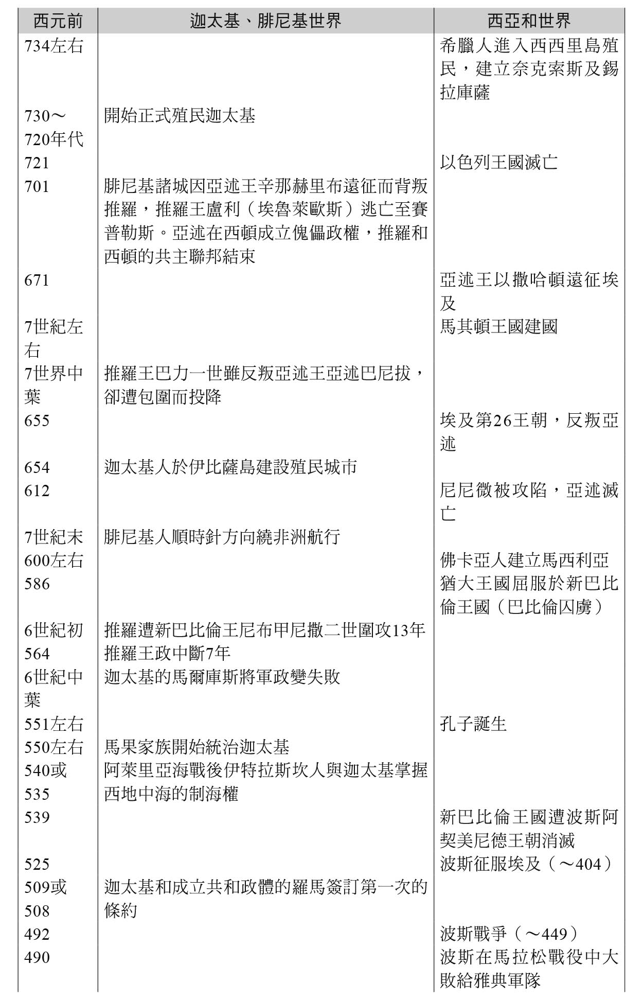 西元前 迦太基、腓尼基世界 西亞和世界
734左右 希臘人進入西西里島殖
民，建立奈克索斯及錫
拉庫薩
730～ 開始正式殖民迦太基
720年代
721 以色列王國滅亡
701 腓尼基諸城因亞述王辛那赫里布遠征而背叛
推羅，推羅王盧利（埃魯萊歐斯）逃亡至賽
普勒斯。亞述在西頓成立傀儡政權，推羅和
西頓的共主聯邦結束
671 亞述王以撒哈頓遠征埃
及
7世紀左 馬其頓王國建國
右
7世界中 推羅王巴力一世雖反叛亞述王亞述巴尼拔，
葉 卻遭包圍而投降
655 埃及第26王朝，反叛亞
述
654 迦太基人於伊比薩島建設殖民城市
612 尼尼微被攻陷，亞述滅
亡
7世紀末 腓尼基人順時針方向繞非洲航行
600左右 佛卡亞人建立馬西利亞
586 猶大王國屈服於新巴比
倫王國（巴比倫囚虜）
6世紀初 推羅遭新巴比倫王尼布甲尼撒二世圍攻13年
564 推羅王政中斷7年
6世紀中 迦太基的馬爾庫斯將軍政變失敗
葉
551左右 孔子誕生
550左右 馬果家族開始統治迦太基
540或 阿萊里亞海戰後伊特拉斯坎人與迦太基掌握
535 西地中海的制海權
539 新巴比倫王國遭波斯阿
契美尼德王朝消滅
525 波斯征服埃及（～404）
509或 迦太基和成立共和政體的羅馬簽訂第一次的
508 條約
492 波斯戰爭（～449）
490 波斯在馬拉松戰役中大
敗給雅典軍隊